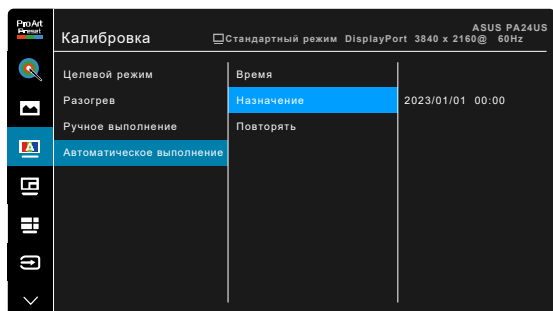 ProArt
Preset
Калибровка
ASUS PA24US
Стандартный режим DisplayPort 3840 x 2160@ 60Hz
Целевой режим
Время
Разогрев
Назначение
2023/01/01 00:00
Ручное выполнение
Повторять
Автоматическое выполнение
A